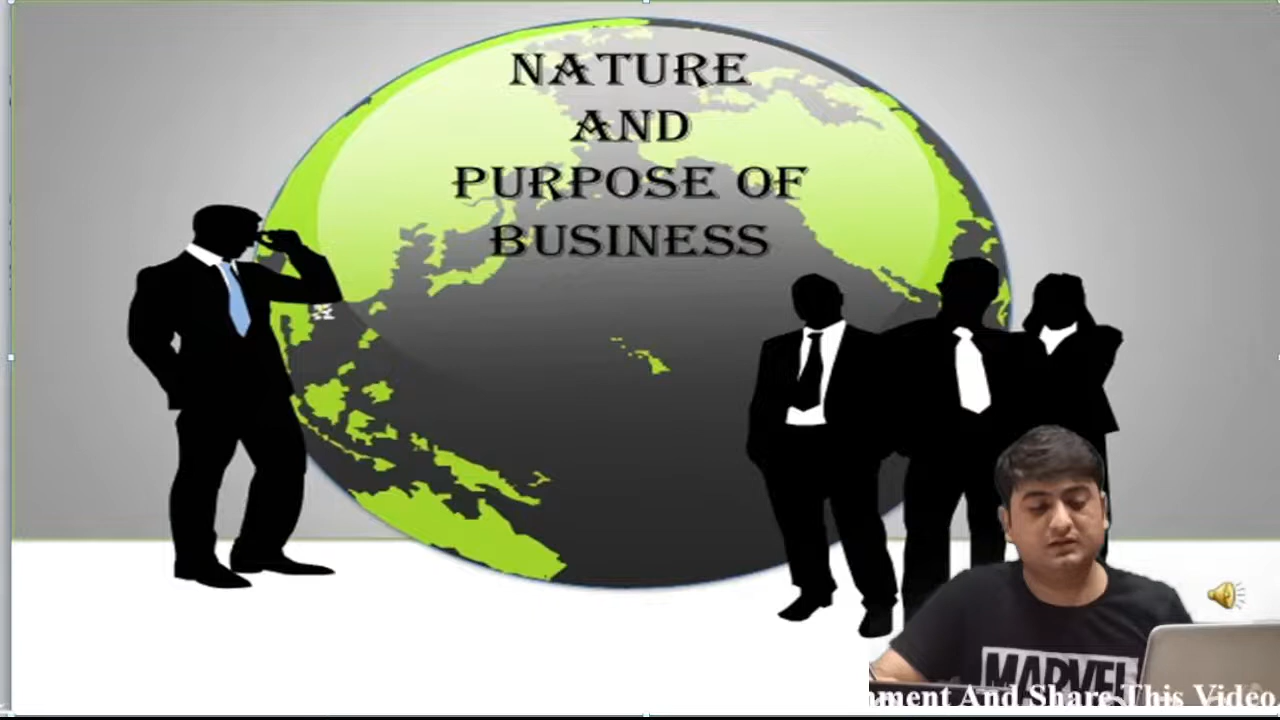 NATURE
AND
PURPOSE OF
BUSINESS
MARVEL
And Share This Video